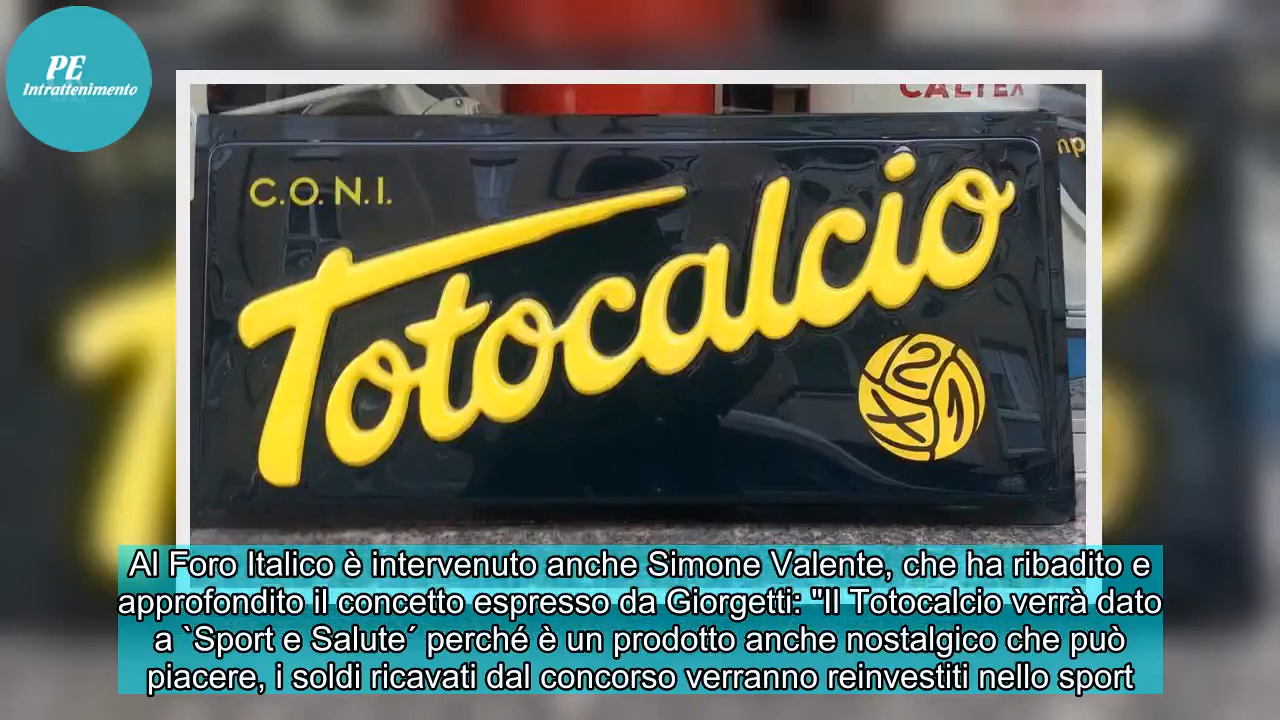 PE
Intrattenimento
CALTEX
C.O.N.I.
Totocalcio
1 X 2
Al Foro Italico è intervenuto anche Simone Valente, che ha ribadito e
approfondito il concetto espresso da Giorgetti: "Il Totocalcio verrà dato
a `Sport e Salute´ perché è un prodotto anche nostalgico che può
piacere, i soldi ricavati dal concorso verranno reinvestiti nello sport